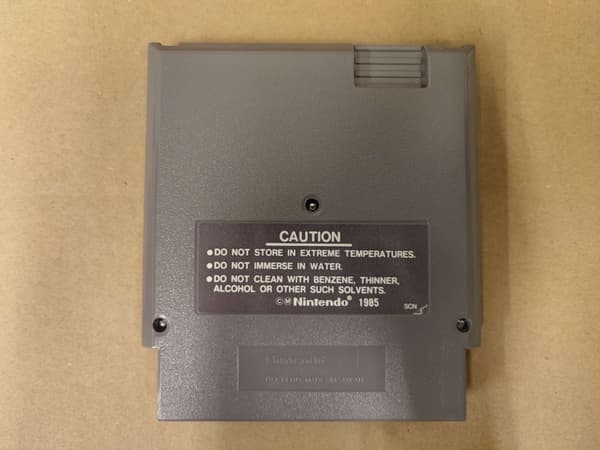 CAUTION
●DO NOT STORE IN EXTREME TEMPERATURES.
●DO NOT IMMERSE IN WATER.
●DO NOT CLEAN WITH BENZENE, THINNER,
ALCOHOL OR OTHER SUCH SOLVENTS.
©Ⓜ Nintendo® 1985
SCN
Nintendo